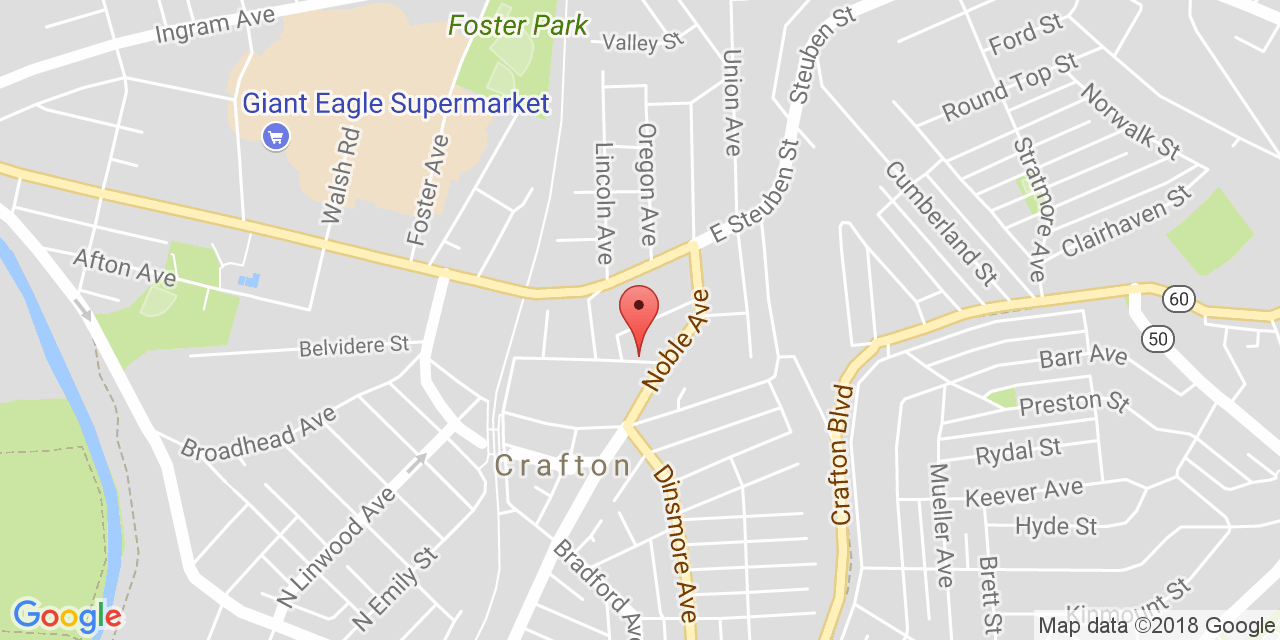 Ingram Ave
Foster Park
Valley St
Steuben St
Ford St
Round Top St
Union Ave
Giant Eagle Supermarket
Norwalk St
Walsh Rd
Foster Ave
Lincoln Ave
Oregon Ave
E Steuben St
Cumberland St
Stratmore Ave
Clairhaven St
Afton Ave
60
50
Belvidere St
Noble Ave
Barr Ave
Preston St
Broadhead Ave
Crafton Blvd
Rydal St
Crafton
Dinsmore Ave
Mueller Ave
Keever Ave
Hyde St
N Linwood Ave
N Emily St
Bradford Ave
Brett St
Kinmount St
Google
Map data ©2018 Google